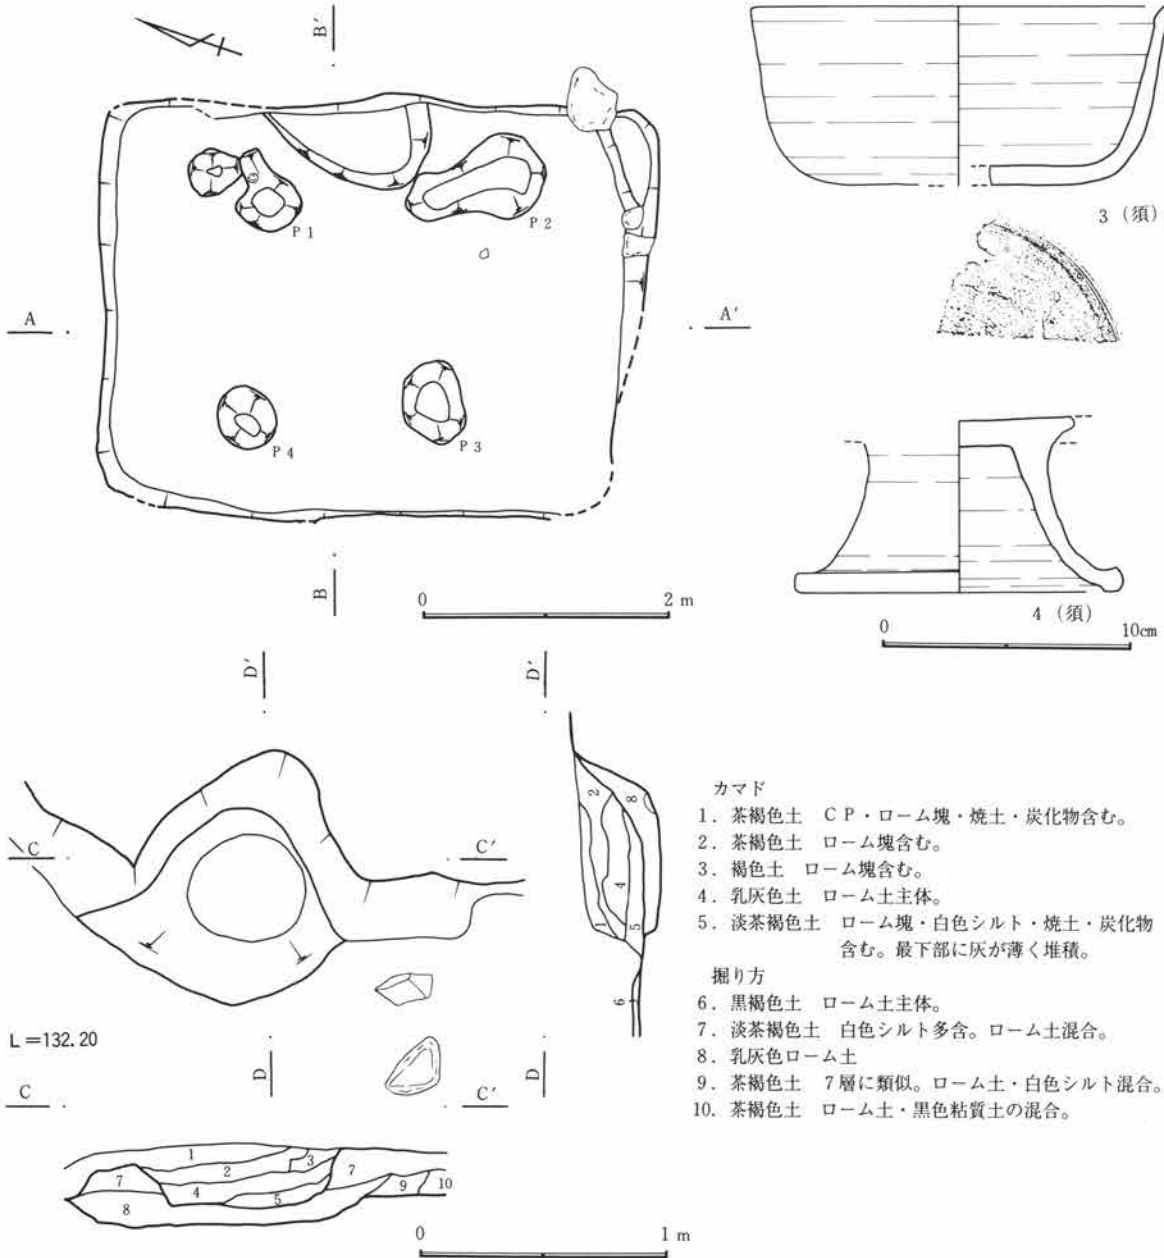 B′
P 1
P 2
A
A′
P 4
P 3
B
0 2 m
3 (須)
4 (須)
0 10cm
D′
D′
C
C′
2
8
4
1
5
6
L=132.20
D
D
C
C′
1
2
3
7
7
4
5
8
9
10
0 1 m
カマド
1. 茶褐色土 CP・ローム塊・焼土・炭化物含む。
2. 茶褐色土 ローム塊含む。
3. 褐色土 ローム塊含む。
4. 乳灰色土 ローム土主体。
5. 淡茶褐色土 ローム塊・白色シルト・焼土・炭化物
含む。最下部に灰が薄く堆積。
掘り方
6. 黒褐色土 ローム土主体。
7. 淡茶褐色土 白色シルト多含。ローム土混合。
8. 乳灰色ローム土
9. 茶褐色土 7層に類似。ローム土・白色シルト混合。
10. 茶褐色土 ローム土・黒色粘質土の混合。